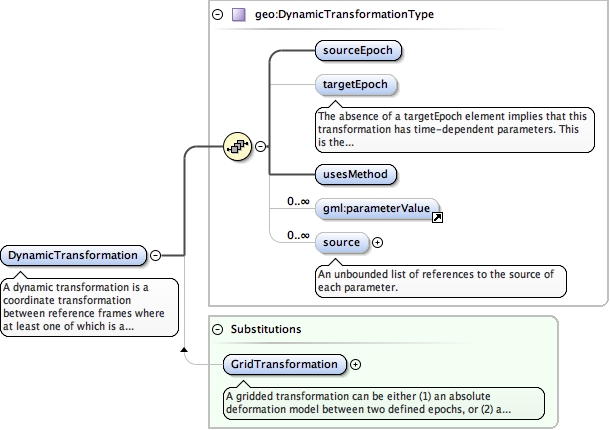 geo:DynamicTransformationType
sourceEpoch
targetEpoch
The absence of a targetEpoch element implies that this
transformation has time-dependent parameters. This
is the...
usesMethod
0..∞
gml:parameterValue
0..∞
source
An unbounded list of references to the source of
each parameter.
DynamicTransformation
A dynamic transformation is a
coordinate transformation
between reference frames where
at least one of which is a...
Substitutions
GridTransformation
A gridded transformation can be either (1) an absolute
deformation model between two defined epochs, or (2) a...